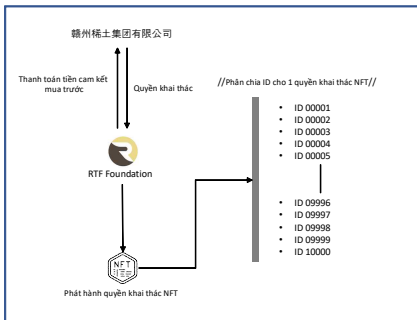 贛州稀土集团有限公司
Thanh toán tiền cam kết
mua trước
Quyền khai thác
RTF Foundation
NFT
Phát hành quyền khai thác NFT
//Phân chia ID cho 1 quyền khai thác NFT//
• ID 00001
• ID 00002
• ID 00003
• ID 00004
• ID 00005
• ID 09996
• ID 09997
• ID 09998
• ID 09999
• ID 10000